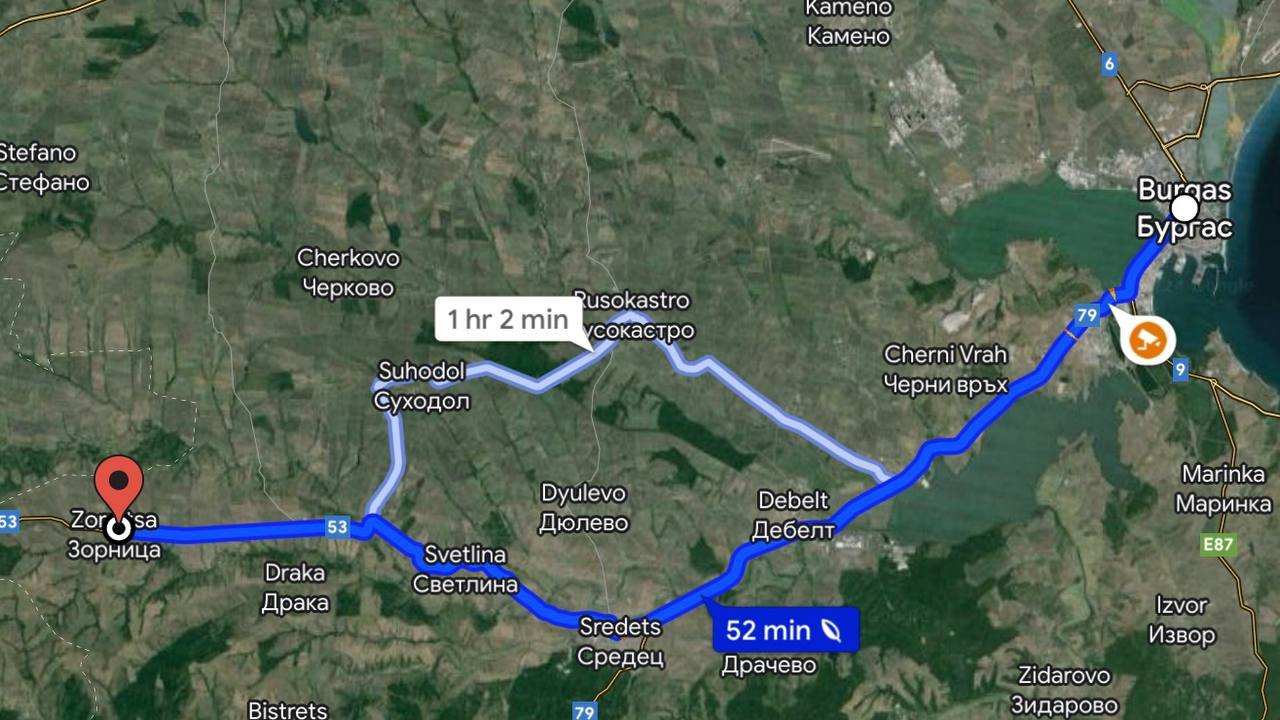 Kameno
Камено
6
Stefano
Стефано
Burgas
Бургас
Cherkovo
Черково
Rusokastro
1 hr 2 min
79
Cherni Vrah
Черни връх
9
Suhodol
Суходол
Marinka
Маринка
Dyulevo
Дюлево
Debelt
Дебелт
53
Зорница
53
Svetlina
Светлина
E87
Draka
Драка
Sredets
Средец
52 min
Драчево
Izvor
Извор
Zidarovo
Зидарово
Bistrets
79